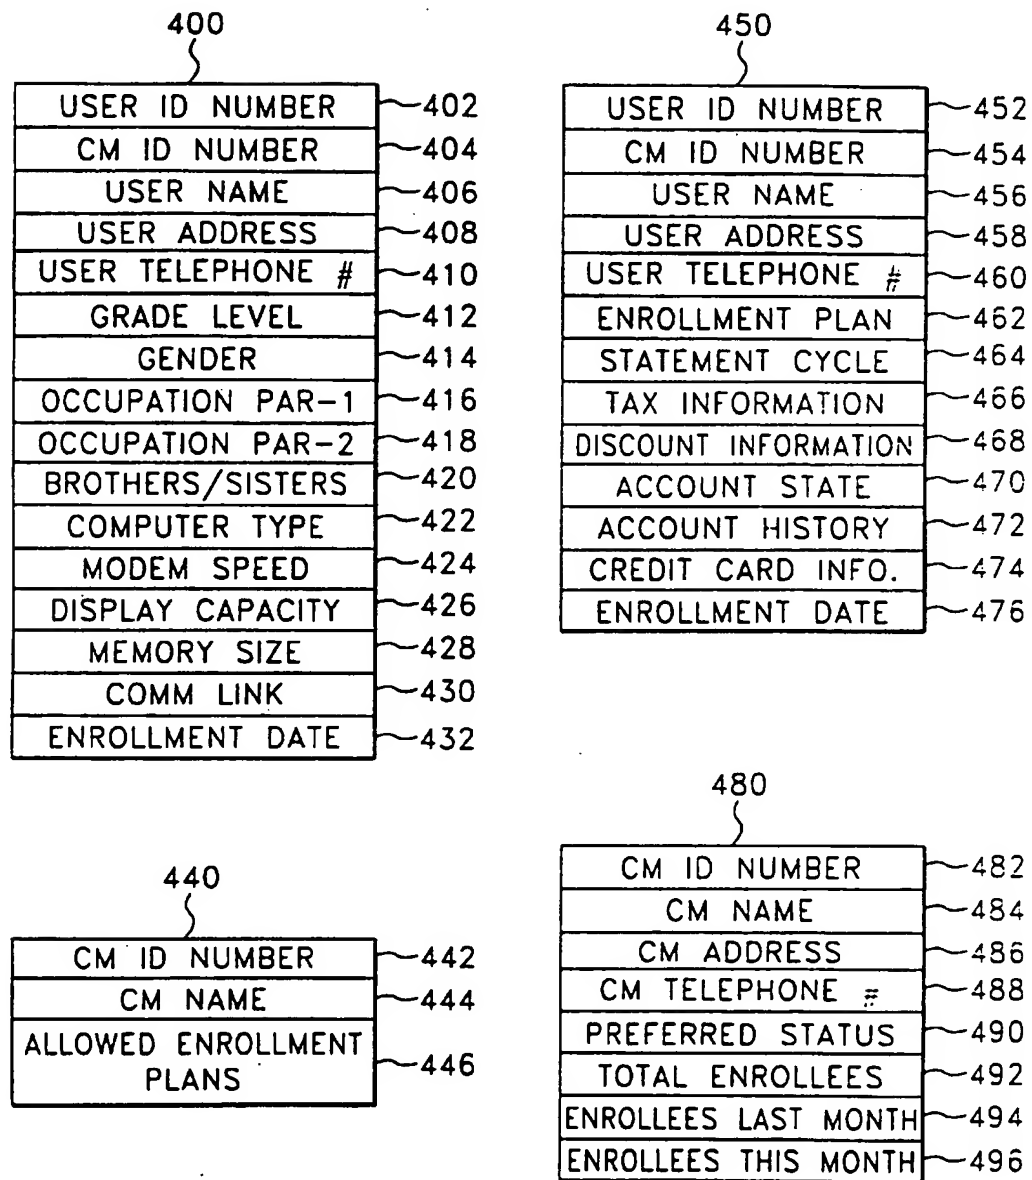 400
USER ID NUMBER 402
CM ID NUMBER 404
USER NAME 406
USER ADDRESS 408
USER TELEPHONE # 410
GRADE LEVEL 412
GENDER 414
OCCUPATION PAR-1 416
OCCUPATION PAR-2 418
BROTHERS/SISTERS 420
COMPUTER TYPE 422
MODEM SPEED 424
DISPLAY CAPACITY 426
MEMORY SIZE 428
COMM LINK 430
ENROLLMENT DATE 432
440
CM ID NUMBER 442
CM NAME 444
ALLOWED ENROLLMENT
PLANS 446
450
USER ID NUMBER 452
CM ID NUMBER 454
USER NAME 456
USER ADDRESS 458
USER TELEPHONE # 460
ENROLLMENT PLAN 462
STATEMENT CYCLE 464
TAX INFORMATION 466
DISCOUNT INFORMATION 468
ACCOUNT STATE 470
ACCOUNT HISTORY 472
CREDIT CARD INFO. 474
ENROLLMENT DATE 476
480
CM ID NUMBER 482
CM NAME 484
CM ADDRESS 486
CM TELEPHONE # 488
PREFERRED STATUS 490
TOTAL ENROLLEES 492
ENROLLEES LAST MONTH 494
ENROLLEES THIS MONTH 496